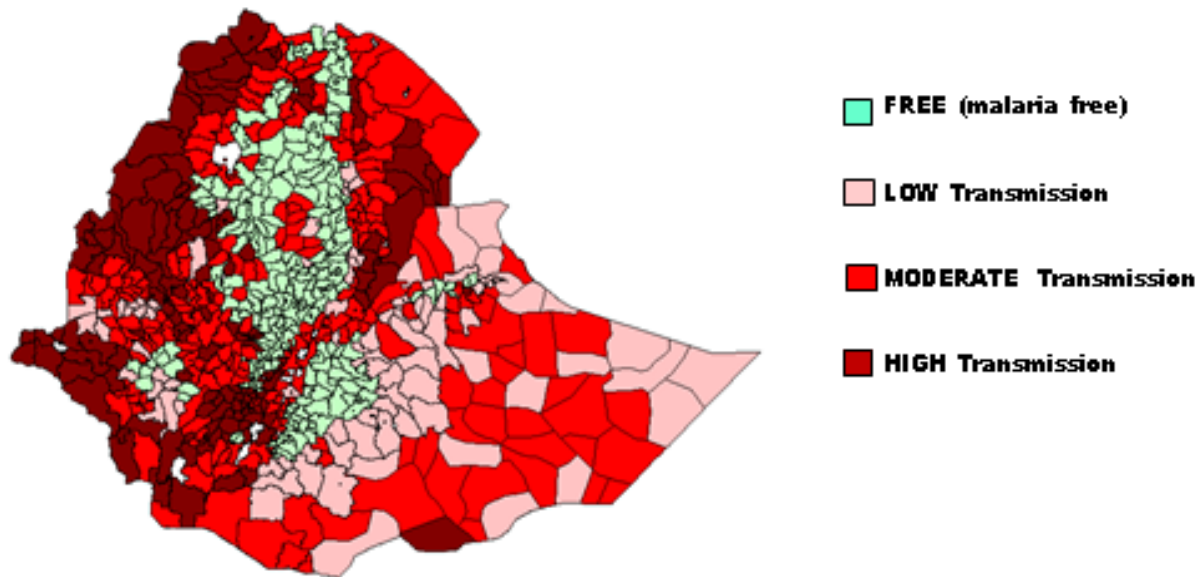 FREE (malaria free)
LOW Transmission
MODERATE Transmission
HIGH Transmission